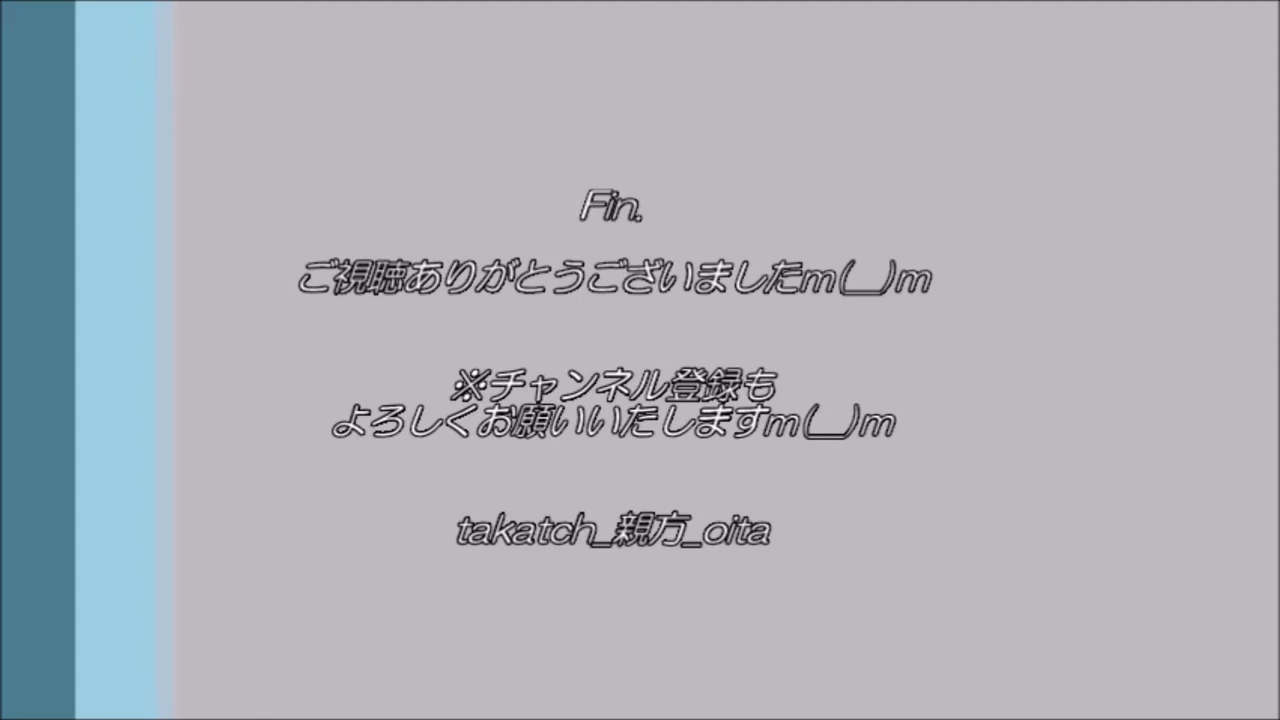 Fin.
ご視聴ありがとうございましたm(__)m
※チャンネル登録も
よろしくお願いいたしますm(__)m
takatch_親方_oita